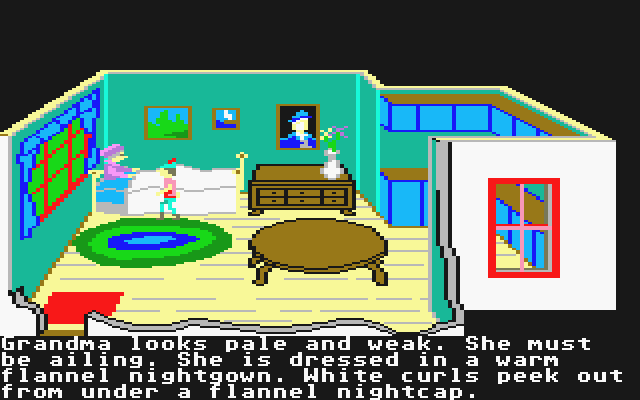 Grandma looks pale and weak. She must
be ailing. She is dressed in a warm
flannel nightgown. White curls peek out
from under a flannel nightcap.